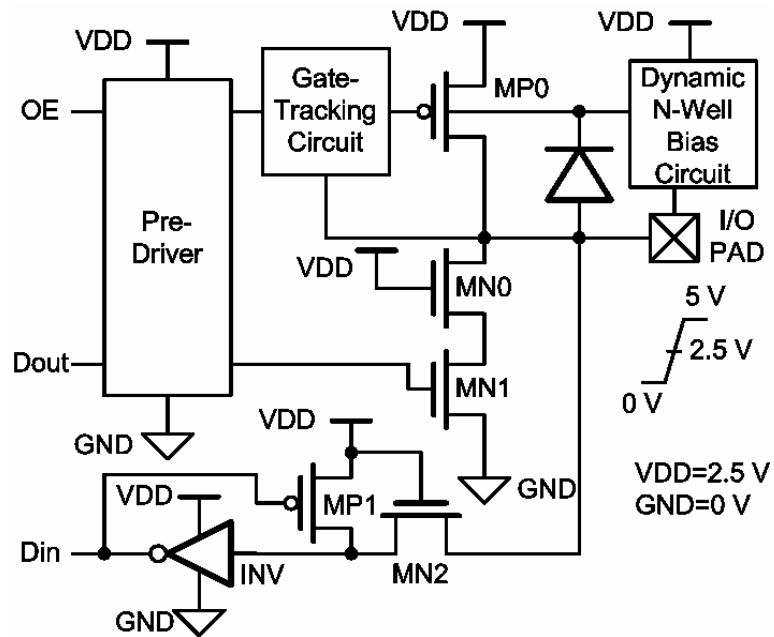 VDD
VDD
VDD
OE
Gate-
Tracking
Circuit
MP0
Dynamic
N-Well
Bias
Circuit
Pre-
Driver
I/O
PAD
VDD
MN0
5 V
2.5 V
0 V
Dout
MN1
GND
VDD
GND
VDD=2.5 V
GND=0 V
VDD
MP1
Din
INV
MN2
GND